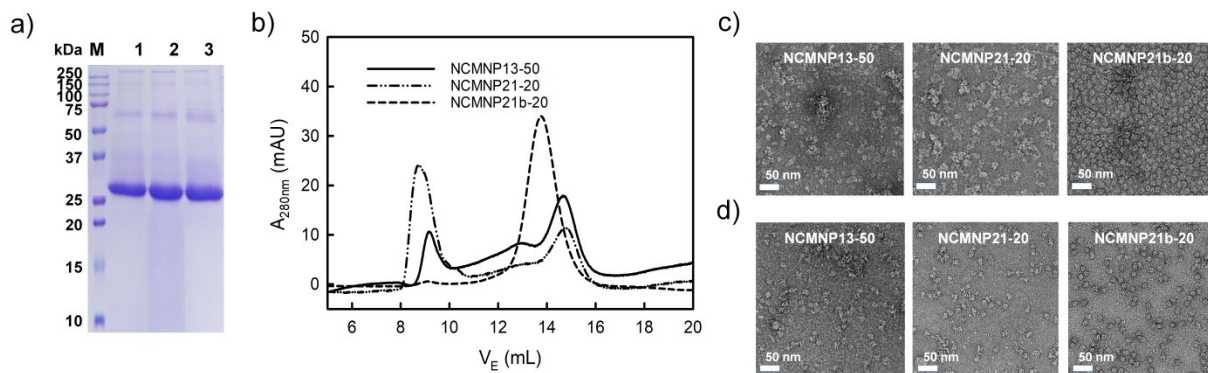 a)
kDa M 1 2 3
250
150
100
75
50
37
25
20
15
10
b)
50
40
30
20
10
0
A280nm (mAU)
NCMNP13-50
NCMNP21-20
NCMNP21b-20
6 8 10 12 14 16 18 20
VE (mL)
c)
NCMNP13-50 NCMNP21-20 NCMNP21b-20
50 nm 50 nm 50 nm
d)
NCMNP13-50 NCMNP21-20 NCMNP21b-20
50 nm 50 nm 50 nm